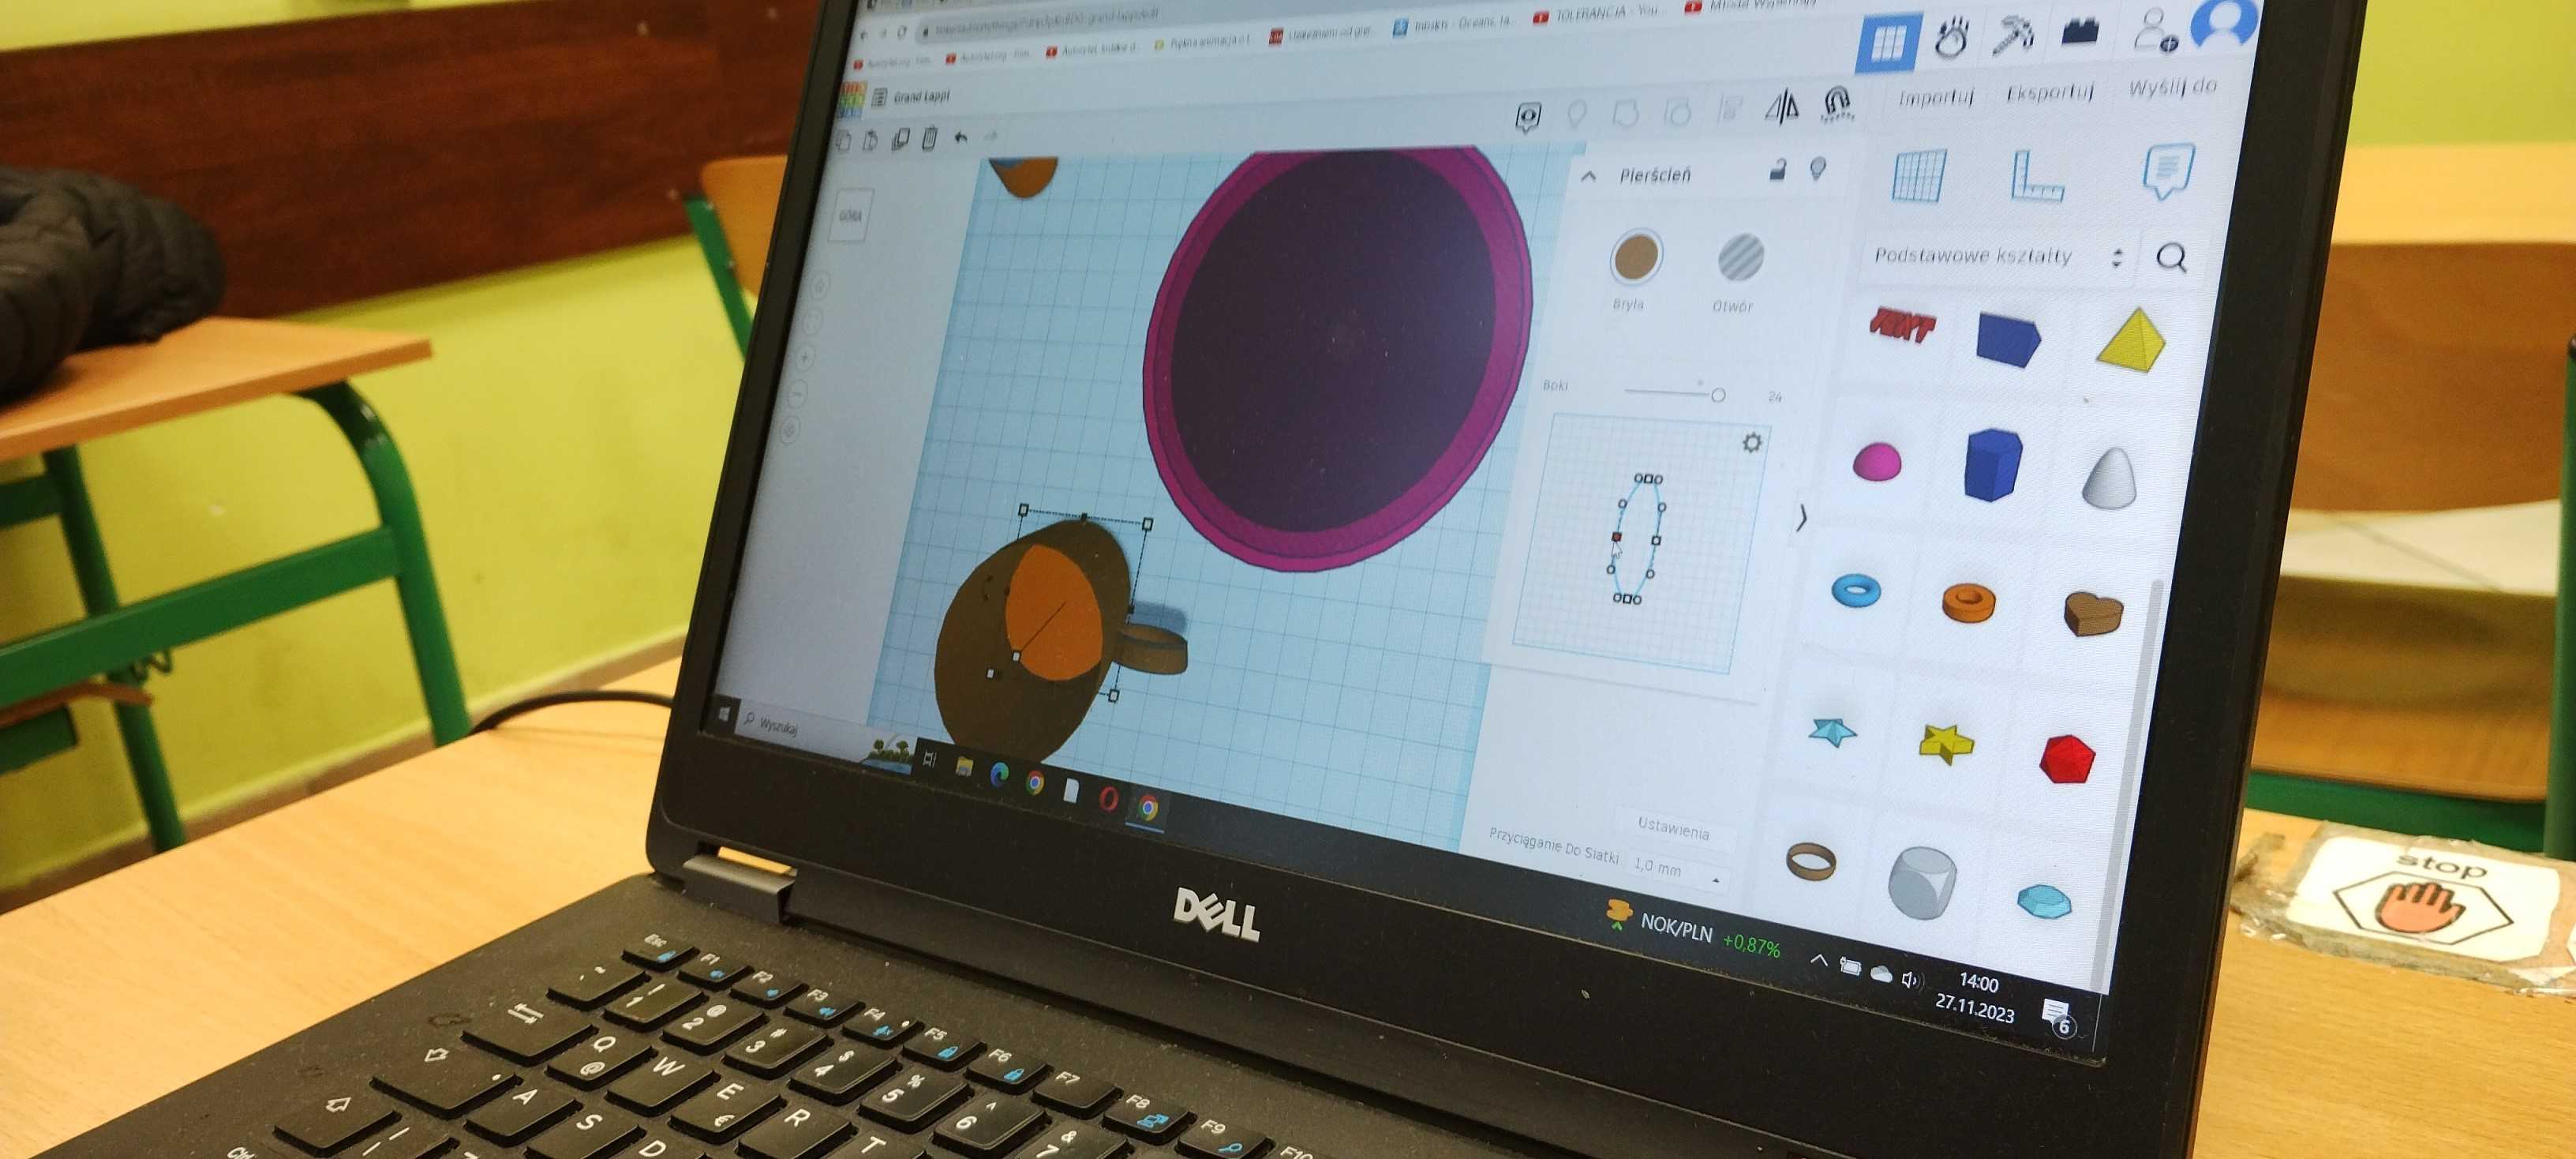 TOLERANCJA - You...
Grand Lappi
Importuj
Eksportuj
Wyślij do
GÓRA
Pierścień
Bryła
Otwór
Boki
24
Podstawowe kształty
TEXT
Ustawienia
Przyciąganie Do Siatki
1,0 mm
Wyszukaj
NOK/PLN +0,87%
14:00
27.11.2023
6
DELL
stop
Esc F1 F2 F3 F4 F5 F6 F7 F8 F9 F10
~ ! 1 @ 2 # 3 $ 4 % 5 ^ 6 & 7
Q @ W E € R T
A S D
Ctrl